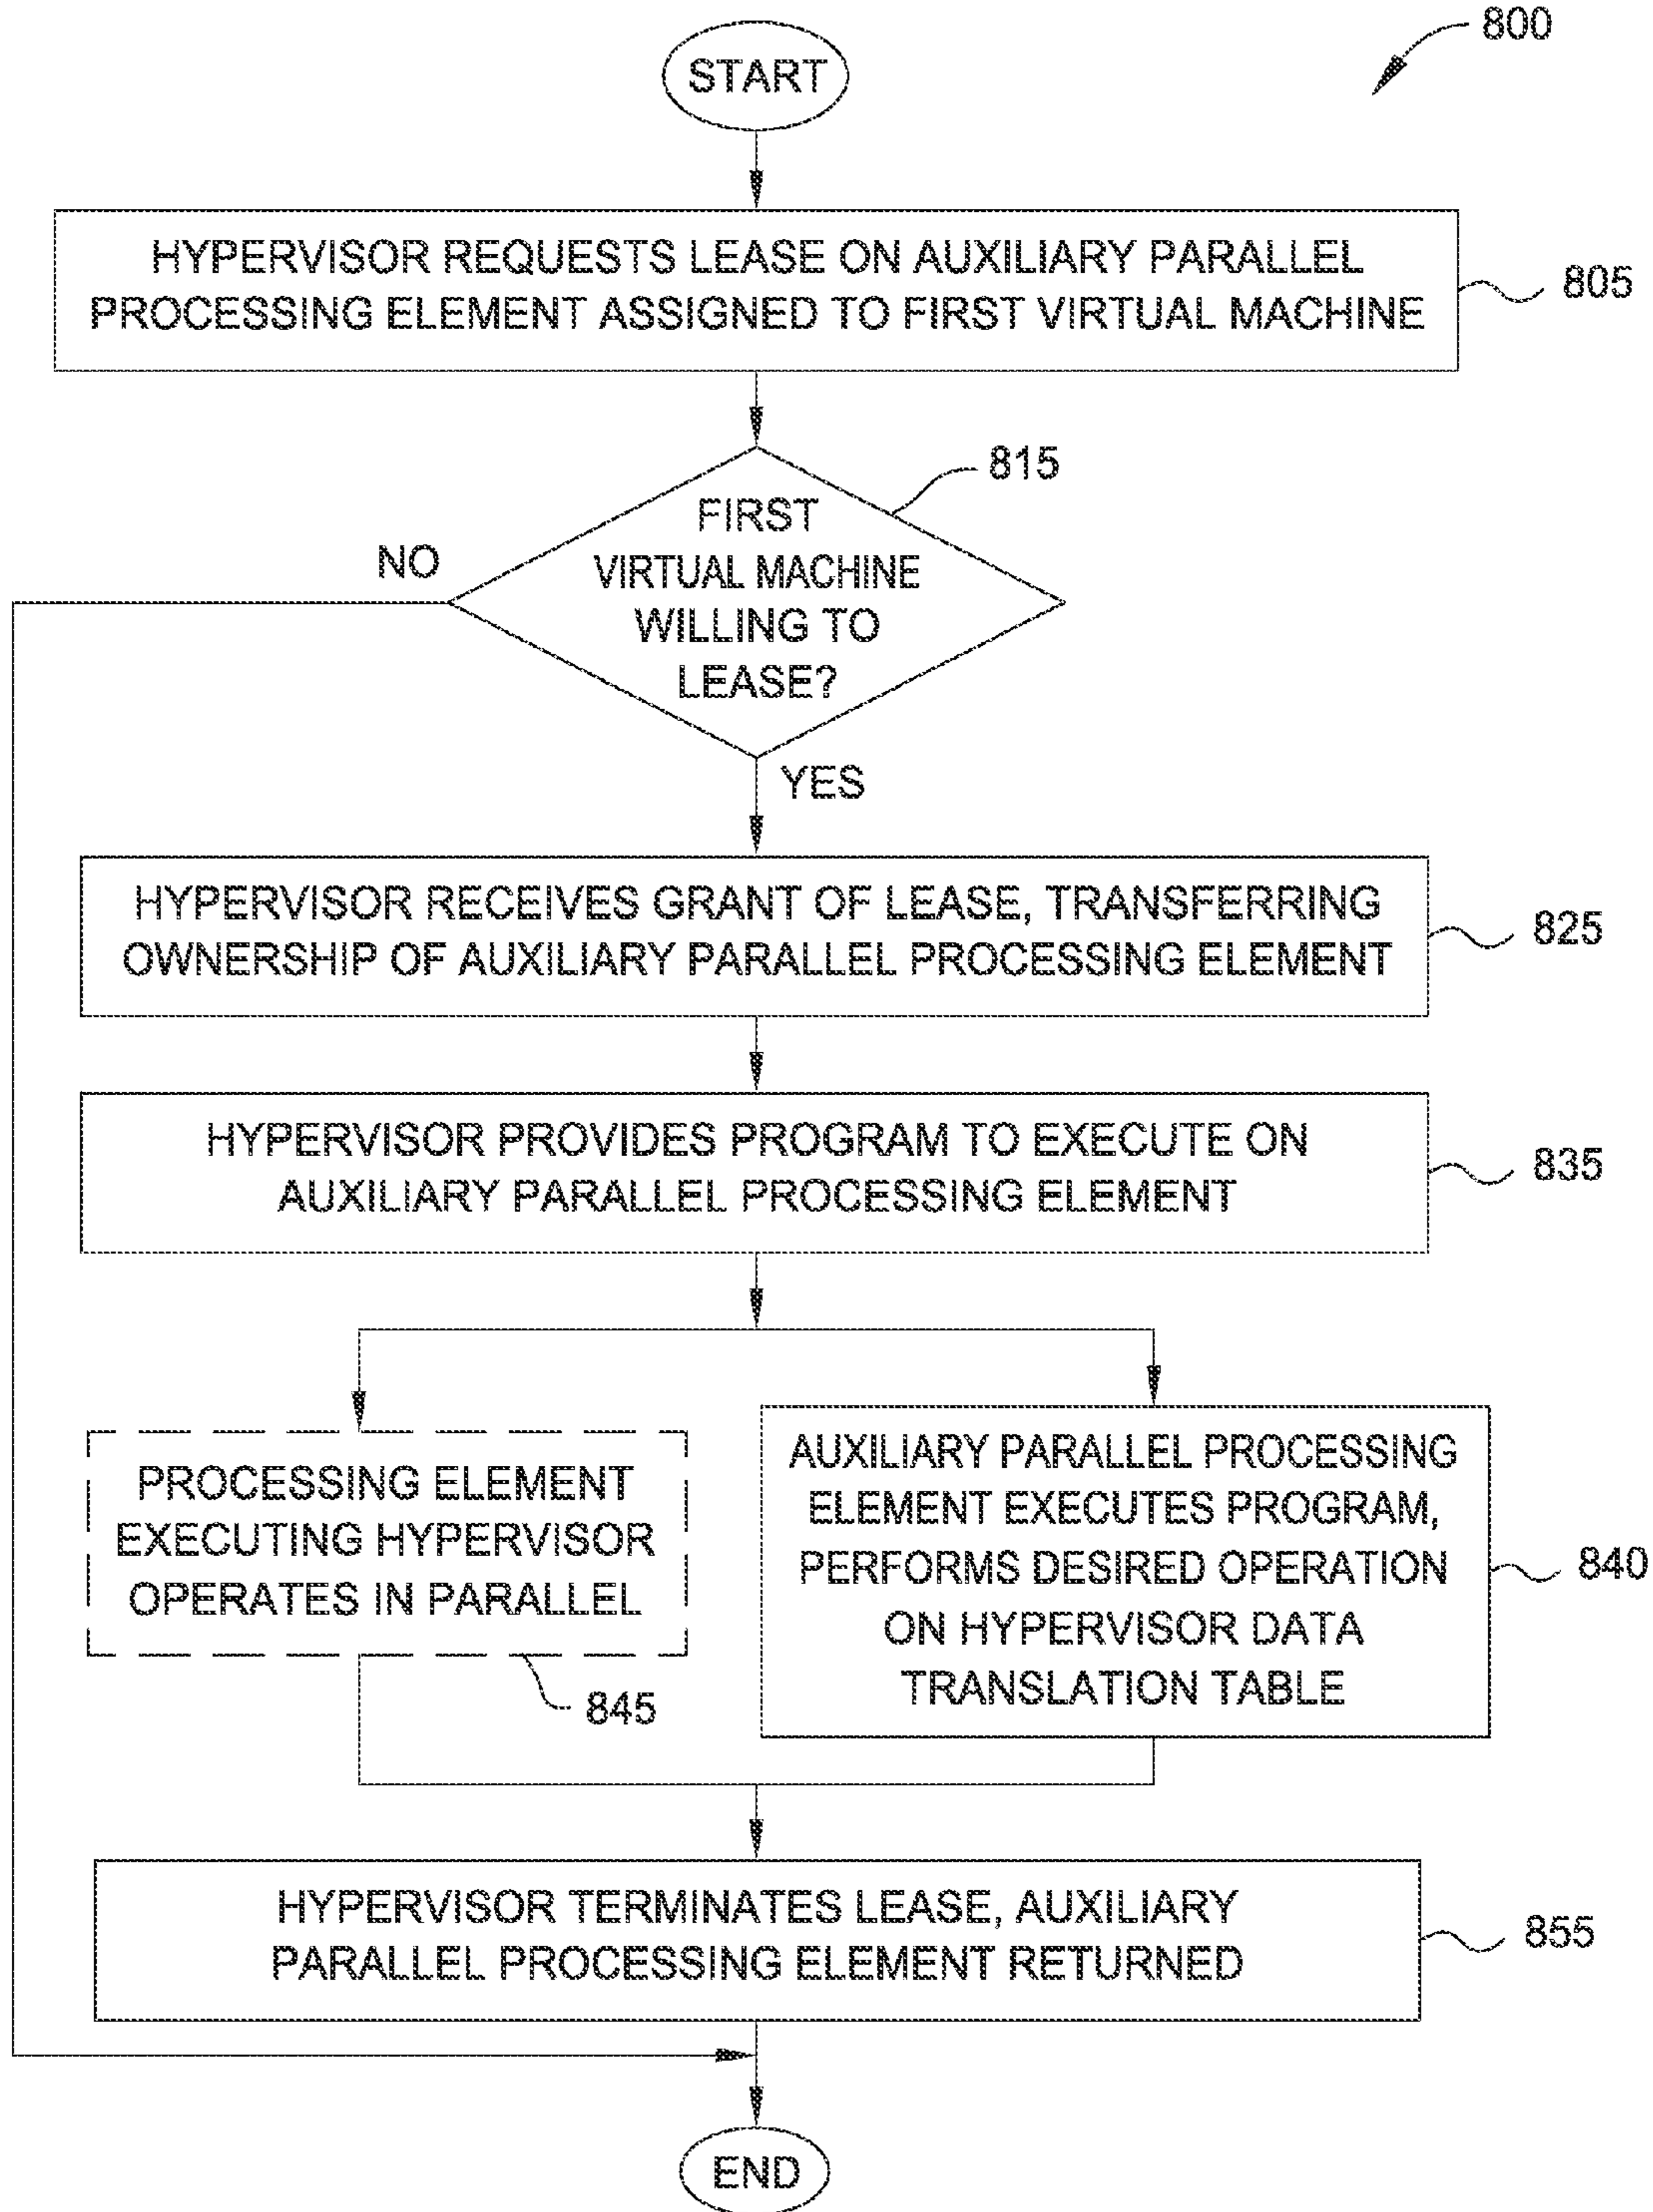 800
START
HYPERVISOR REQUESTS LEASE ON AUXILIARY PARALLEL
PROCESSING ELEMENT ASSIGNED TO FIRST VIRTUAL MACHINE
805
815
FIRST
VIRTUAL MACHINE
WILLING TO
LEASE?
NO
YES
HYPERVISOR RECEIVES GRANT OF LEASE, TRANSFERRING
OWNERSHIP OF AUXILIARY PARALLEL PROCESSING ELEMENT
825
HYPERVISOR PROVIDES PROGRAM TO EXECUTE ON
AUXILIARY PARALLEL PROCESSING ELEMENT
835
PROCESSING ELEMENT
EXECUTING HYPERVISOR
OPERATES IN PARALLEL
845
AUXILIARY PARALLEL PROCESSING
ELEMENT EXECUTES PROGRAM,
PERFORMS DESIRED OPERATION
ON HYPERVISOR DATA
TRANSLATION TABLE
840
HYPERVISOR TERMINATES LEASE, AUXILIARY
PARALLEL PROCESSING ELEMENT RETURNED
855
END